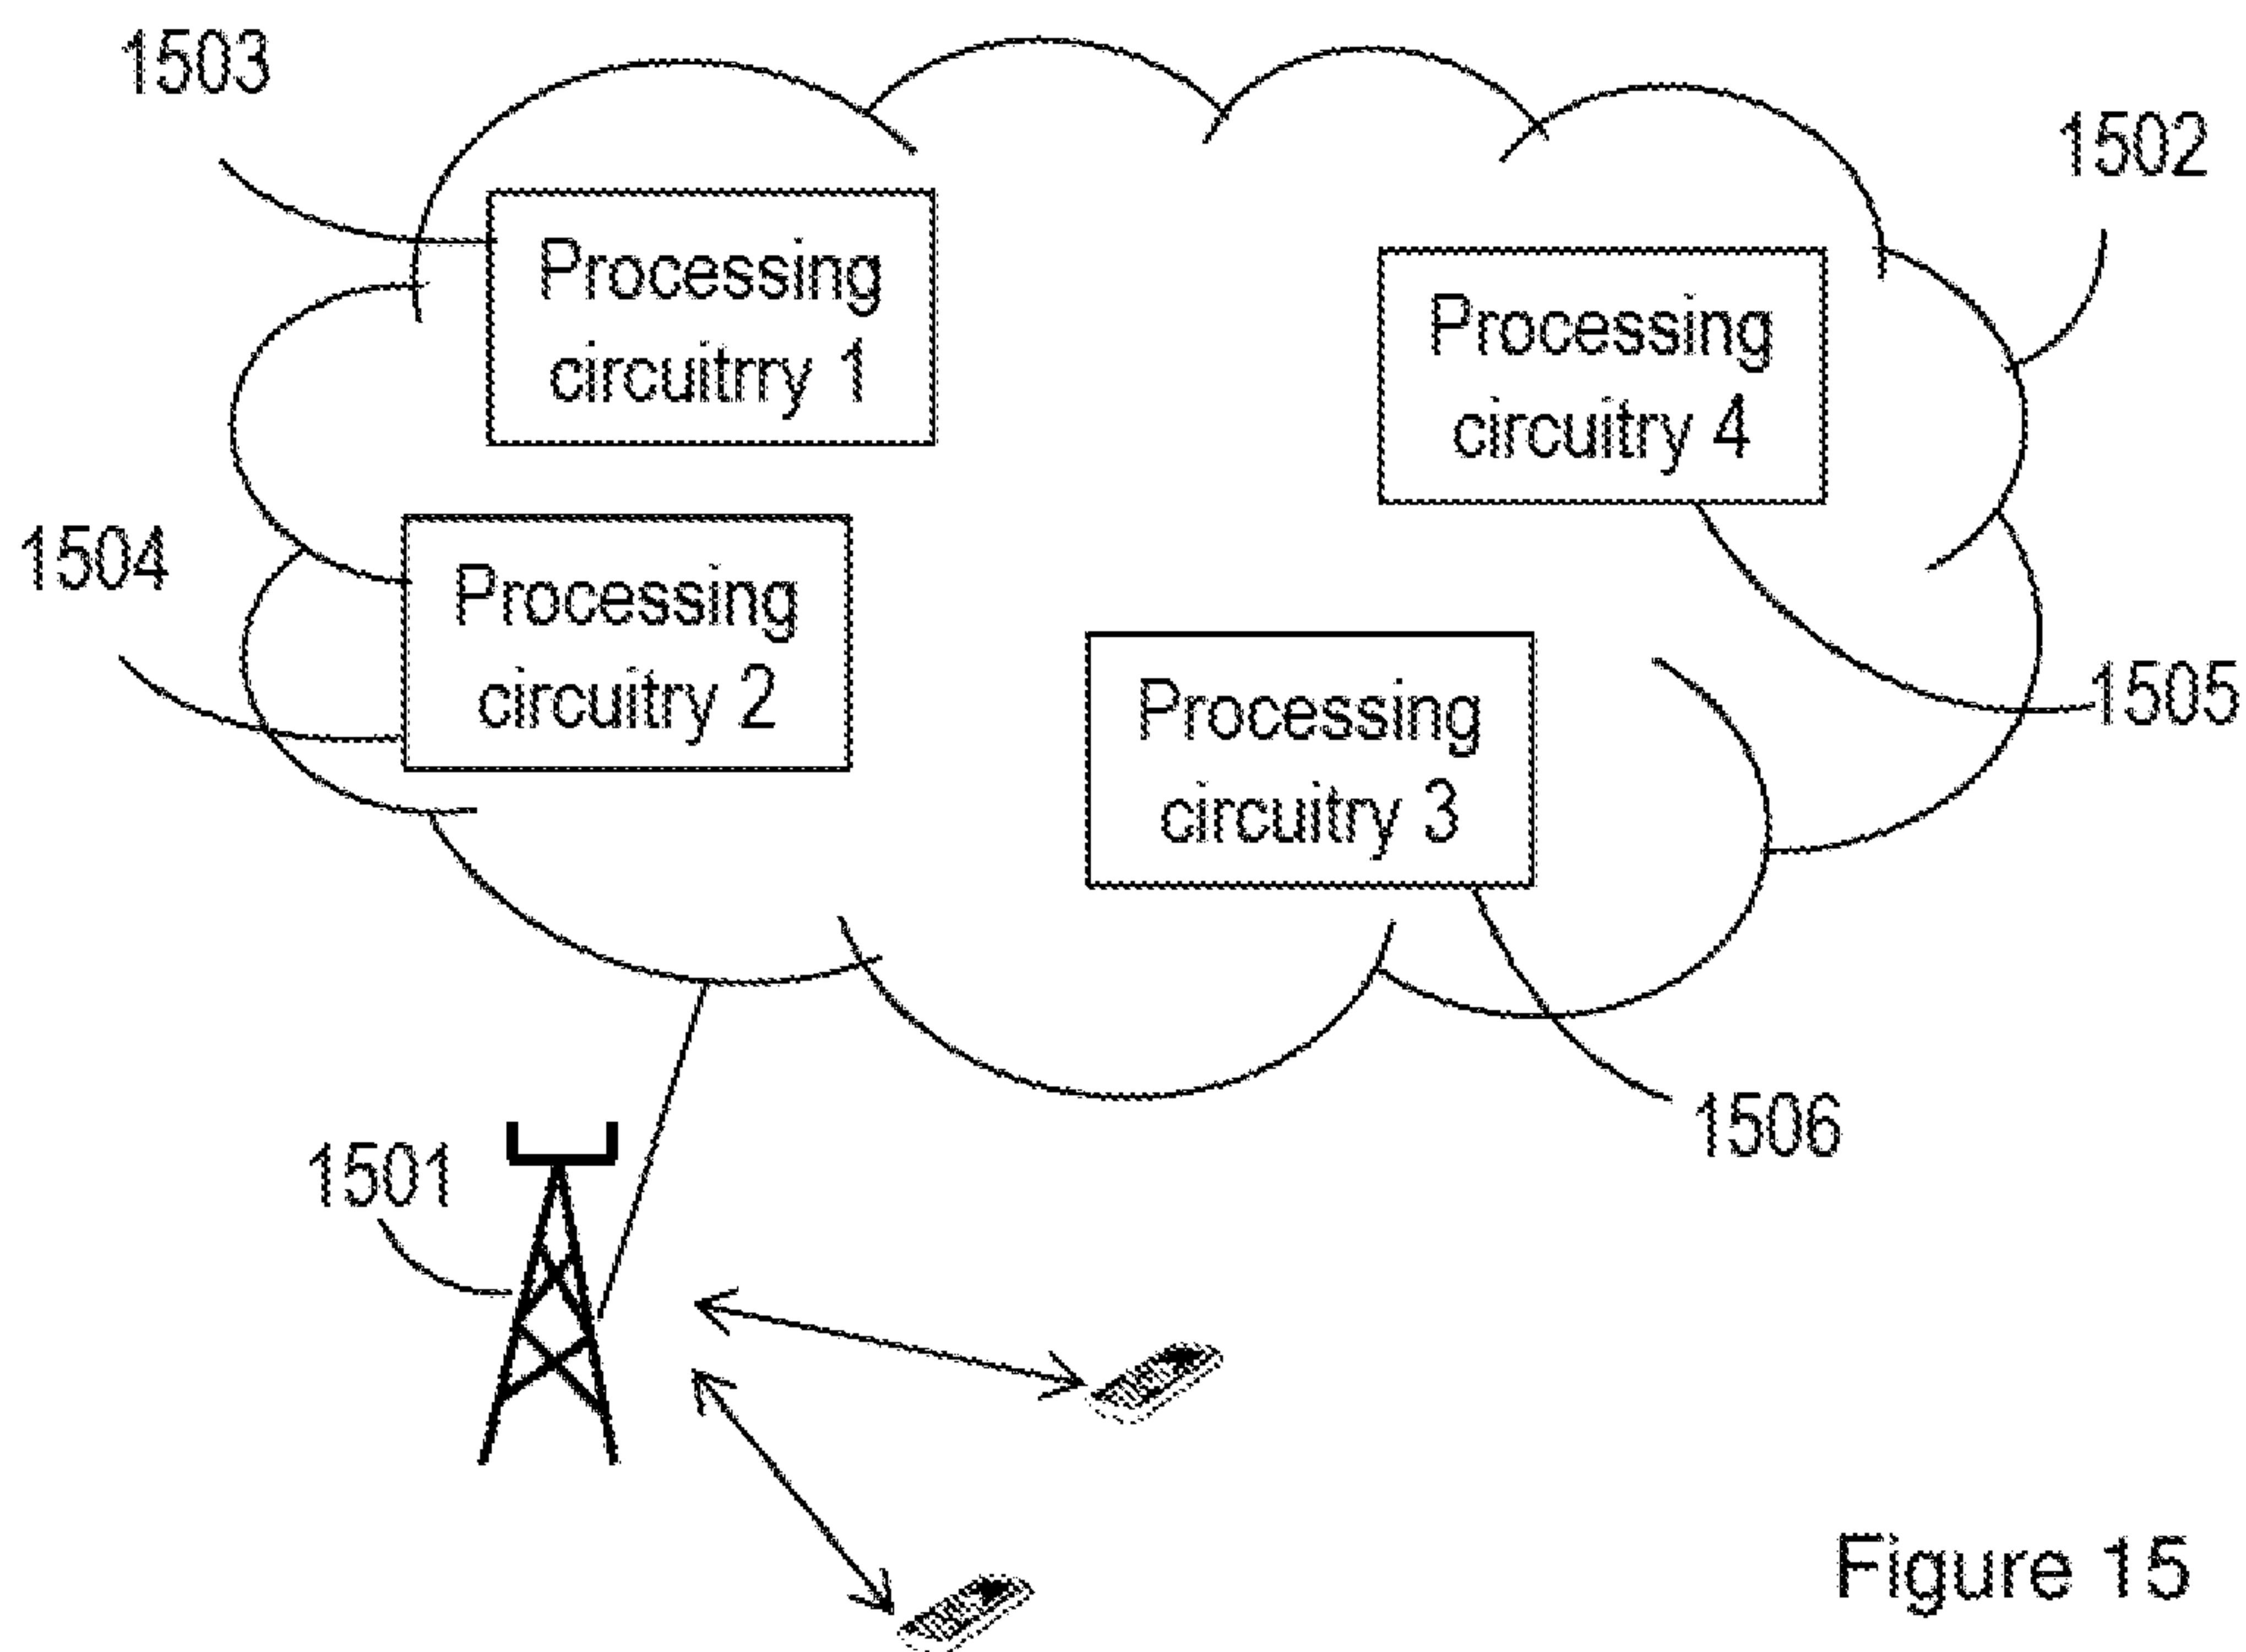 1503
1502
Processing
circuitrry 1
Processing
circuitry 4
1504
Processing
circuitry 2
Processing
circuitry 3
1505
1506
1501
Figure 15